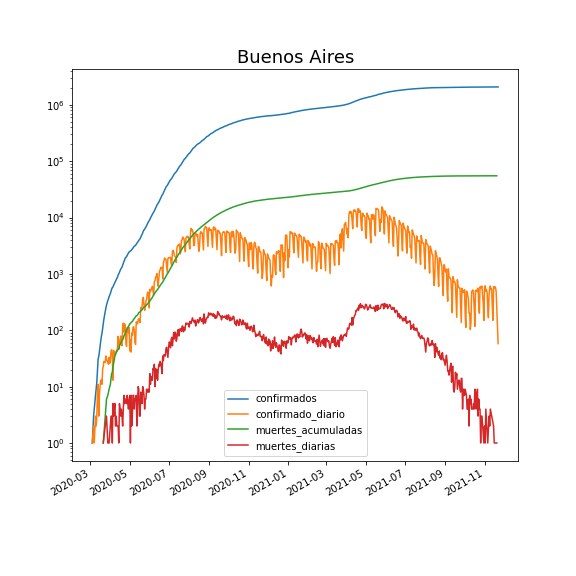 Buenos Aires
10^6
10^5
10^4
10^3
10^2
10^1
10^0
confirmados
confirmado_diario
muertes_acumuladas
muertes_diarias
2020-03 2020-05 2020-07 2020-09 2020-11 2021-01 2021-03 2021-05 2021-07 2021-09 2021-11